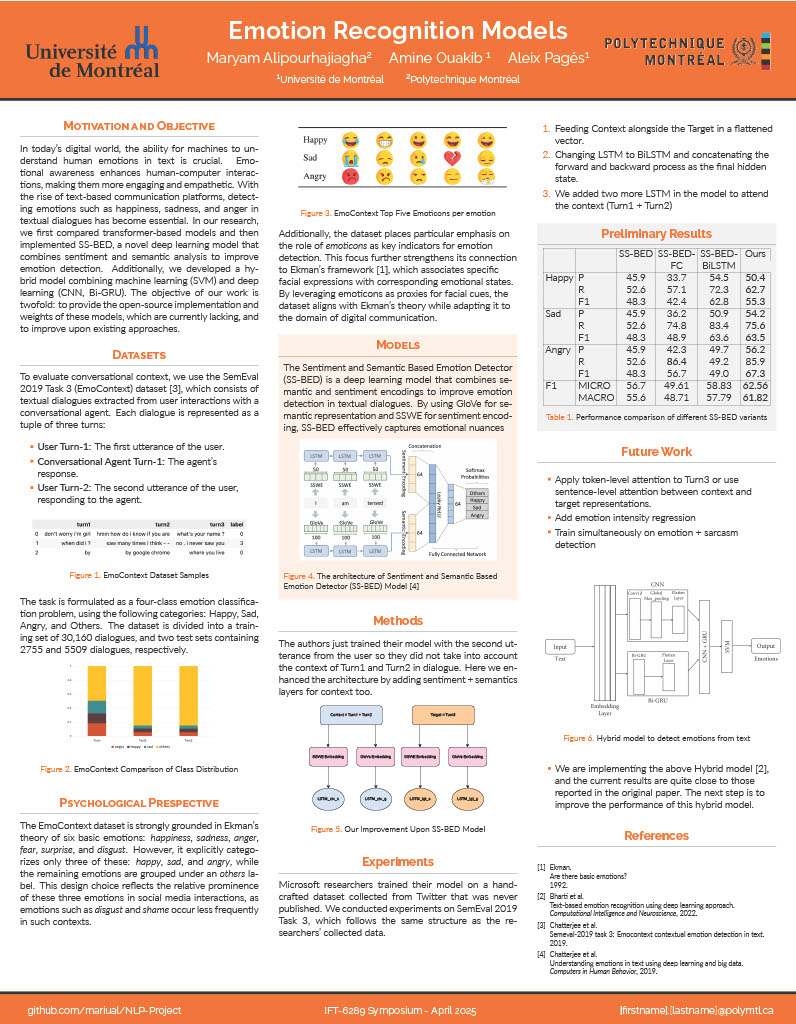 Université
de Montréal
Emotion Recognition Models
Maryam Alipourhajiagha² Amine Ouakib ¹ Aleix Pagés¹
¹Université de Montréal ²Polytechnique Montréal
POLYTECHNIQUE
MONTRÉAL
MOTIVATION AND OBJECTIVE
In today's digital world, the ability for machines to un-
derstand human emotions in text is crucial. Emo-
tional awareness enhances human-computer interac-
tions, making them more engaging and empathetic. With
the rise of text-based communication platforms, detect-
ing emotions such as happiness, sadness, and anger in
textual dialogues has become essential. In our research,
we first compared transformer-based models and then
implemented SS-BED, a novel deep learning model that
combines sentiment and semantic analysis to improve
emotion detection. Additionally, we developed a hy-
brid model combining machine learning (SVM) and deep
learning (CNN, Bi-GRU). The objective of our work is
twofold: to provide the open-source implementation and
weights of these models, which are currently lacking, and
to improve upon existing approaches.
DATASETS
To evaluate conversational context, we use the SemEval
2019 Task 3 (EmoContext) dataset [3], which consists of
textual dialogues extracted from user interactions with a
conversational agent. Each dialogue is represented as a
tuple of three turns:
• User Turn-1: The first utterance of the user.
• Conversational Agent Turn-1: The agent's
response.
• User Turn-2: The second utterance of the user,
responding to the agent.
turn1 turn2 turn3 label
0 don't worry i'm girl hmm how do i know if you are what's your name ? 0
1 when did i ? saw many times i think - - no . i never saw you 3
2 by by google chrome where you live 0
Figure 1. EmoContext Dataset Samples
The task is formulated as a four-class emotion classifica-
tion problem, using the following categories: Happy, Sad,
Angry, and Others. The dataset is divided into a train-
ing set of 30,160 dialogues, and two test sets containing
2755 and 5509 dialogues, respectively.
angry happy sad others
Figure 2. EmoContext Comparison of Class Distribution
PSYCHOLOGICAL PRESPECTIVE
The EmoContext dataset is strongly grounded in Ekman's
theory of six basic emotions: happiness, sadness, anger,
fear, surprise, and disgust. However, it explicitly catego-
rizes only three of these: happy, sad, and angry, while
the remaining emotions are grouped under an others la-
bel. This design choice reflects the relative prominence
of these three emotions in social media interactions, as
emotions such as disgust and shame occur less frequently
in such contexts.
Happy
Sad
Angry
Figure 3. EmoContext Top Five Emoticons per emotion
Additionally, the dataset places particular emphasis on
the role of emoticons as key indicators for emotion
detection. This focus further strengthens its connection
to Ekman's framework [1], which associates specific
facial expressions with corresponding emotional states.
By leveraging emoticons as proxies for facial cues, the
dataset aligns with Ekman's theory while adapting it to
the domain of digital communication.
MODELS
The Sentiment and Semantic Based Emotion Detector
(SS-BED) is a deep learning model that combines se-
mantic and sentiment encodings to improve emotion
detection in textual dialogues. By using GloVe for se-
mantic representation and SSWE for sentiment encod-
ing, SS-BED effectively captures emotional nuances
Concatenation
LSTM LSTM LSTM
50 50 50
SSWE SSWE SSWE
I am tensed
GloVe GloVe GloVe
100 100 100
LSTM LSTM LSTM
Sentiment Encoding
Semantic Encoding
64
64
Leaky ReLU
64
Softmax
Probabilities
Others
Happy
Sad
Angry
Fully Connected Network
Figure 4. The architecture of Sentiment and Semantic Based
Emotion Detector (SS-BED) Model [4]
Methods
The authors just trained their model with the second ut-
terance from the user so they did not take into account
the context of Turn1 and Turn2 in dialogue. Here we en-
hanced the architecture by adding sentiment + semantics
layers for context too.
Context = Turn1 + Turn2 Target = Turn3
SSWE Embedding GloVe Embedding SSWE Embedding GloVe Embedding
LSTM_ctx_s LSTM_ctx_g LSTM_tgt_s LSTM_tgt_g
Figure 5. Our Improvement Upon SS-BED Model
Experiments
Microsoft researchers trained their model on a hand-
crafted dataset collected from Twitter that was never
published. We conducted experiments on SemEval 2019
Task 3, which follows the same structure as the re-
searchers' collected data.
1. Feeding Context alongside the Target in a flattened
vector.
2. Changing LSTM to BiLSTM and concatenating the
forward and backward process as the final hidden
state.
3. We added two more LSTM in the model to attend
the context (Turn1 + Turn2)
Preliminary Results
SS-BED SS-BED- SS-BED- Ours
FC BiLSTM
Happy P 45.9 33.7 54.5 50.4
R 52.6 57.1 72.3 62.7
F1 48.3 42.4 62.8 55.3
Sad P 45.9 36.2 50.9 54.2
R 52.6 74.8 83.4 75.6
F1 48.3 48.9 63.6 63.5
Angry P 45.9 42.3 49.7 56.2
R 52.6 86.4 49.2 85.9
F1 48.3 56.7 49.0 67.3
F1 MICRO 56.7 49.61 58.83 62.56
MACRO 55.6 48.71 57.79 61.82
Table 1. Performance comparison of different SS-BED variants
Future Work
• Apply token-level attention to Turn3 or use
sentence-level attention between context and
target representations.
• Add emotion intensity regression
• Train simultaneously on emotion + sarcasm
detection
CNN
Conv1d Global Flatten
Max_pooling Layer
Input
Text
Embedding
Layer
Bi-GRU Flatten
Layer
Bi-GRU
CNN + GRU
SVM
Output
Emotions
Figure 6. Hybrid model to detect emotions from text
• We are implementing the above Hybrid model [2],
and the current results are quite close to those
reported in the original paper. The next step is to
improve the performance of this hybrid model.
References
[1] Ekman.
Are there basic emotions?
1992.
[2] Bharti et al.
Text-based emotion recognition using deep learning approach.
Computational Intelligence and Neuroscience, 2022.
[3] Chatterjee et al.
Semeval-2019 task 3: Emocontext contextual emotion detection in text.
2019.
[4] Chatterjee et al.
Understanding emotions in text using deep learning and big data.
Computers in Human Behavior, 2019.
github.com/mariual/NLP-Project
IFT-6289 Symposium - April 2025
[firstname].[lastname]@polymtl.ca